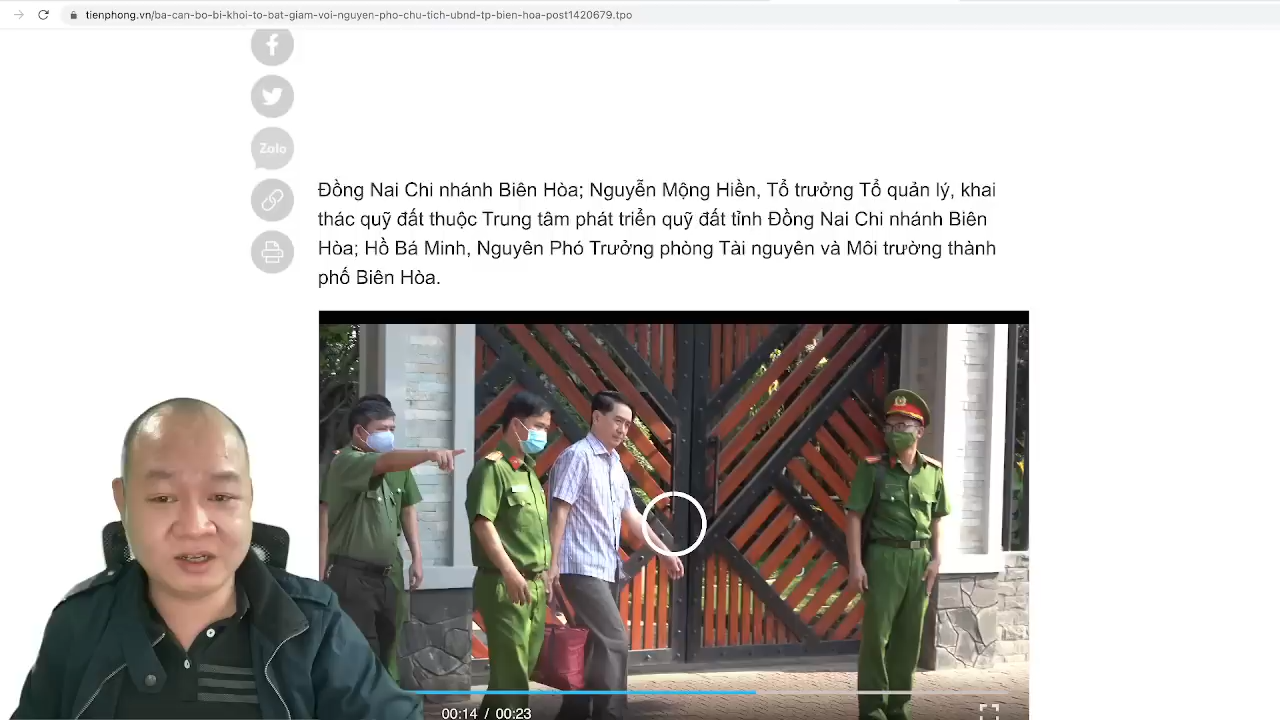 tienphong.vn/ba-can-bo-bi-khoi-to-bat-giam-voi-nguyen-pho-chu-tich-ubnd-tp-bien-hoa-post1420679.tpo
Zalo
Đồng Nai Chi nhánh Biên Hòa; Nguyễn Mộng Hiền, Tổ trưởng Tổ quản lý, khai
thác quỹ đất thuộc Trung tâm phát triển quỹ đất tỉnh Đồng Nai Chi nhánh Biên
Hòa; Hồ Bá Minh, Nguyên Phó Trưởng phòng Tài nguyên và Môi trường thành
phố Biên Hòa.
00:14 / 00:23